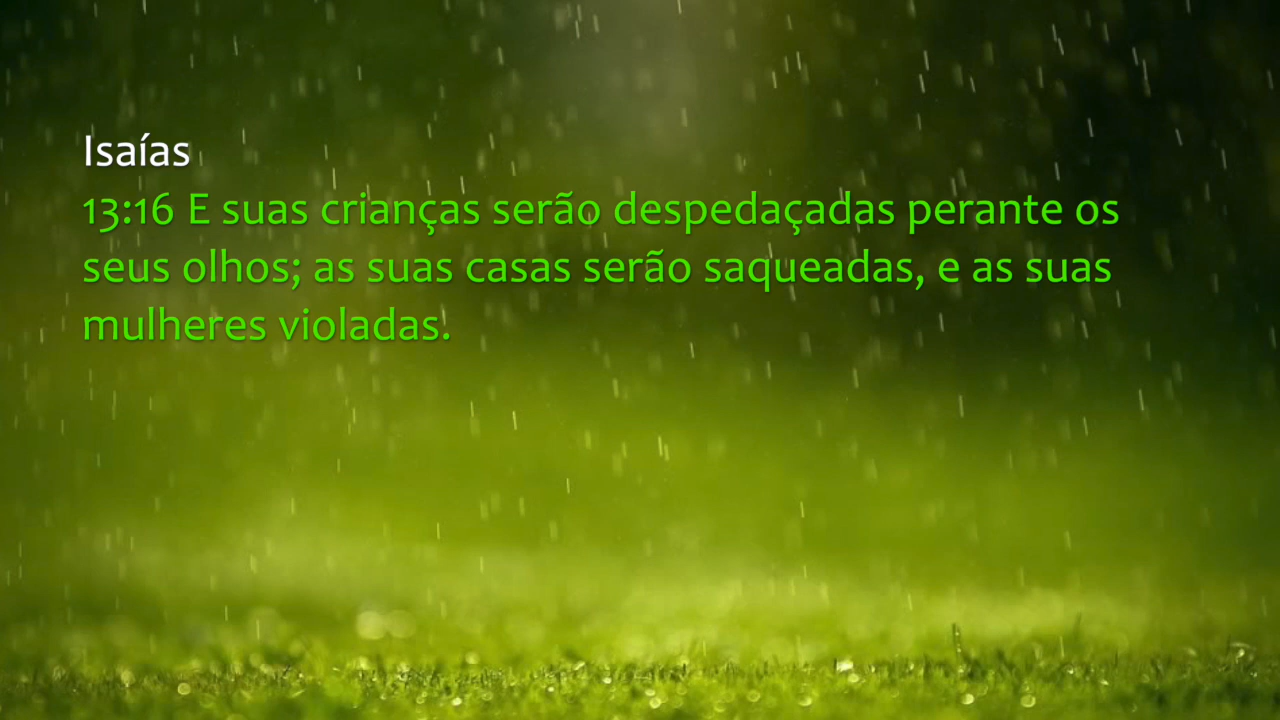 Isaías
13:16 E suas crianças serão despedaçadas perante os
seus olhos; as suas casas serão saqueadas, e as suas
mulheres violadas.